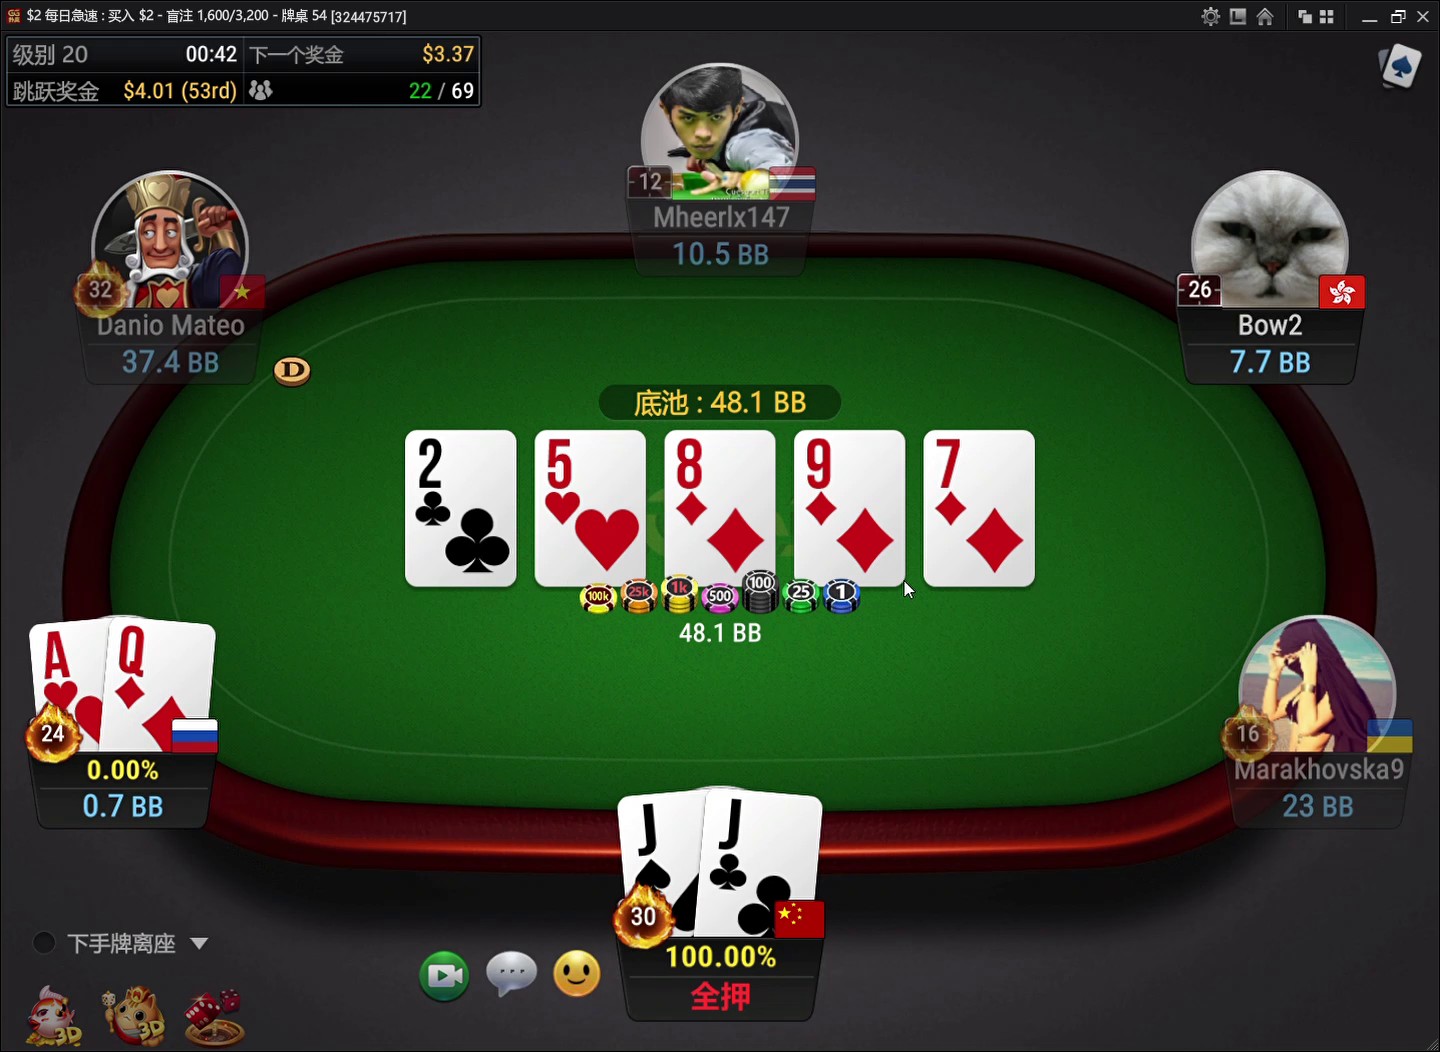 $2 每日急速 : 买入 $2 - 盲注 1,600/3,200 - 牌桌 54 [324475717]
级别 20 00:42 下一个奖金 $3.37
跳跃奖金 $4.01 (53rd) 22 / 69
12
Mheerlx147
10.5 BB
32
Danio Mateo
37.4 BB
26
Bow2
7.7 BB
D
底池 : 48.1 BB
2 5 8 9 7
100k 25k 1k 500 100 25 1
48.1 BB
A Q
24
0.00%
0.7 BB
16
Marakhovska9
23 BB
J J
30
100.00%
全押
下手牌离座
3D 3D